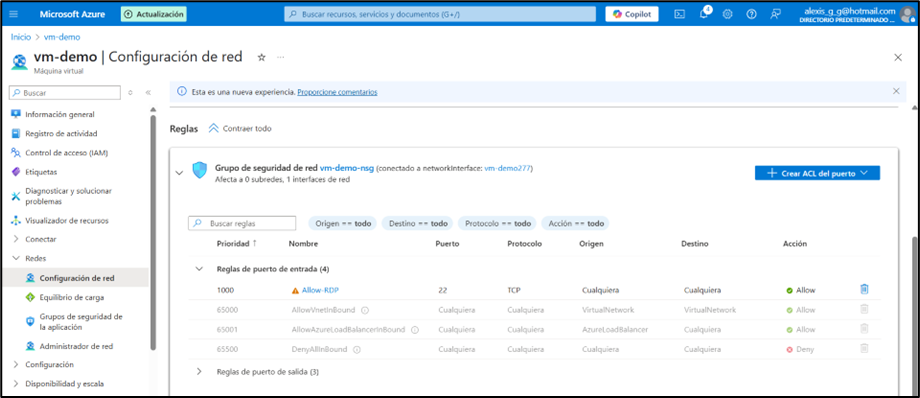 Microsoft Azure
Actualización
Buscar recursos, servicios y documentos (G+/)
Copilot
4
alexis_g_g@hotmail.com
DIRECTORIO PREDETERMINADO ...
Inicio > vm-demo >
vm-demo | Configuración de red
Máquina virtual
Buscar
Información general
Registro de actividad
Control de acceso (IAM)
Etiquetas
Diagnosticar y solucionar
problemas
Visualizador de recursos
Conectar
Redes
Configuración de red
Equilibrio de carga
Grupos de seguridad de
la aplicación
Administrador de red
Configuración
Disponibilidad y escala
Esta es una nueva experiencia. Proporcione comentarios
Reglas Contraer todo
Grupo de seguridad de red vm-demo-nsg (conectado a networkInterface: vm-demo277)
Afecta a 0 subredes, 1 interfaces de red
Crear ACL del puerto
Buscar reglas Origen == todo Destino == todo Protocolo == todo Acción == todo
Prioridad ↑ Nombre Puerto Protocolo Origen Destino Acción
Reglas de puerto de entrada (4)
1000 Allow-RDP 22 TCP Cualquiera Cualquiera Allow
65000 AllowVnetInBound Cualquiera Cualquiera VirtualNetwork VirtualNetwork Allow
65001 AllowAzureLoadBalancerInBound Cualquiera Cualquiera AzureLoadBalancer Cualquiera Allow
65500 DenyAllInBound Cualquiera Cualquiera Cualquiera Cualquiera Deny
Reglas de puerto de salida (3)